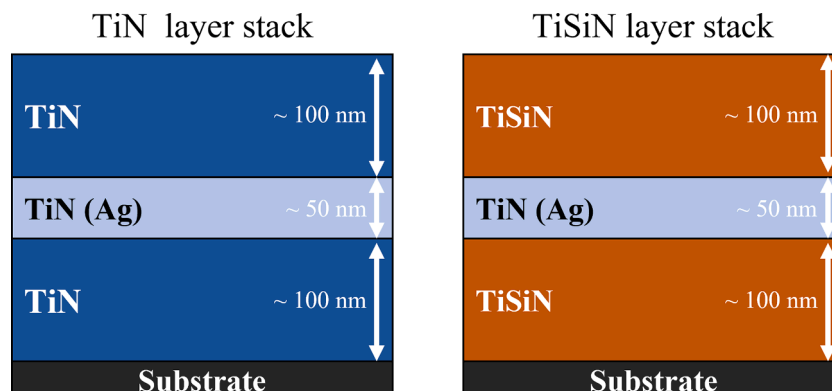 TiN layer stack
TiN
~ 100 nm
TiN (Ag)
~ 50 nm
TiN
~ 100 nm
Substrate
TiSiN layer stack
TiSiN
~ 100 nm
TiN (Ag)
~ 50 nm
TiSiN
~ 100 nm
Substrate